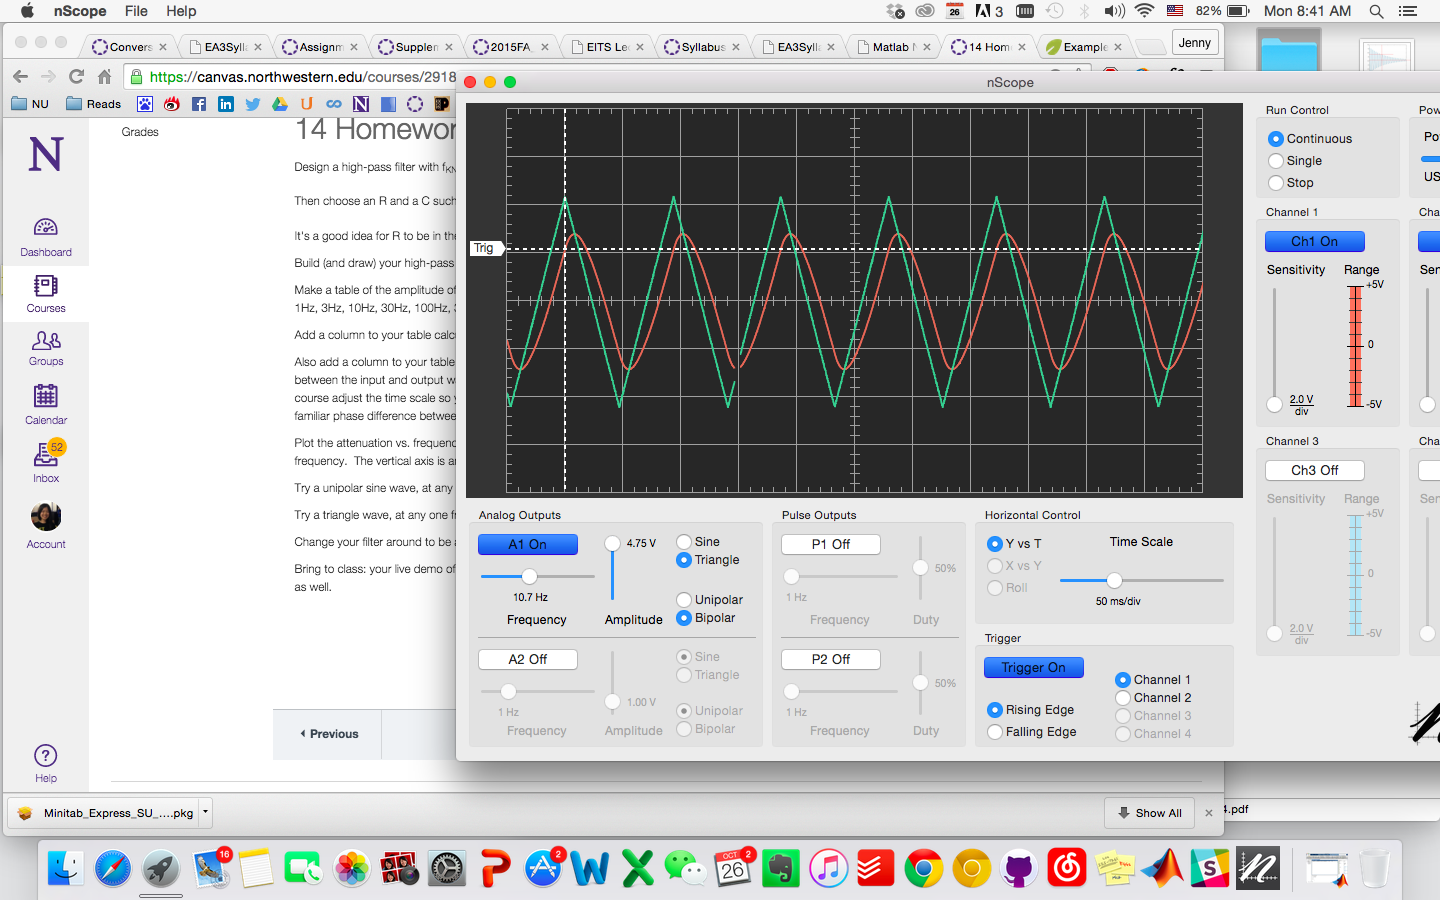 nScope File Help
26 3 82% Mon 8:41 AM
Convers EA3Sylla Assignm Supplem 2015FA_ EITS Le Syllabus EA3Sylla Matlab N 14 Hom Example Jenny
https://canvas.northwestern.edu/courses/2918
NU Reads
nScope
N
Dashboard
Courses
Groups
Calendar
52
Inbox
Account
Help
Grades
14 Homewor
Design a high-pass filter with f
Then choose an R and a C such
It's a good idea for R to be in the
Build (and draw) your high-pass
Make a table of the amplitude of
1Hz, 3Hz, 10Hz, 30Hz, 100Hz,
Add a column to your table calc
Also add a column to your table
between the input and output w
course adjust the time scale so
familiar phase difference betwee
Plot the attenuation vs. frequenc
frequency. The vertical axis is a
Try a unipolar sine wave, at any
Try a triangle wave, at any one f
Change your filter around to be
Bring to class: your live demo of
as well.
Previous
Trig
Run Control
Continuous
Single
Stop
Pow
Po
US
Channel 1
Ch1 On
Sensitivity Range
+5V
0
-5V
2.0 V
div
Cha
Sen
Channel 3
Ch3 Off
Sensitivity Range
+5V
0
-5V
2.0 V
div
Cha
Sen
Analog Outputs
A1 On
4.75 V
Sine
Triangle
10.7 Hz
Unipolar
Bipolar
Frequency Amplitude
A2 Off
Sine
Triangle
1 Hz
1.00 V
Unipolar
Bipolar
Frequency Amplitude
Pulse Outputs
P1 Off
50%
1 Hz
Frequency Duty
P2 Off
50%
1 Hz
Frequency Duty
Horizontal Control
Y vs T
X vs Y
Roll
Time Scale
50 ms/div
Trigger
Trigger On
Rising Edge
Falling Edge
Channel 1
Channel 2
Channel 3
Channel 4
Minitab_Express_SU_....pkg
Show All
4.pdf
16
2
OCT
26
2